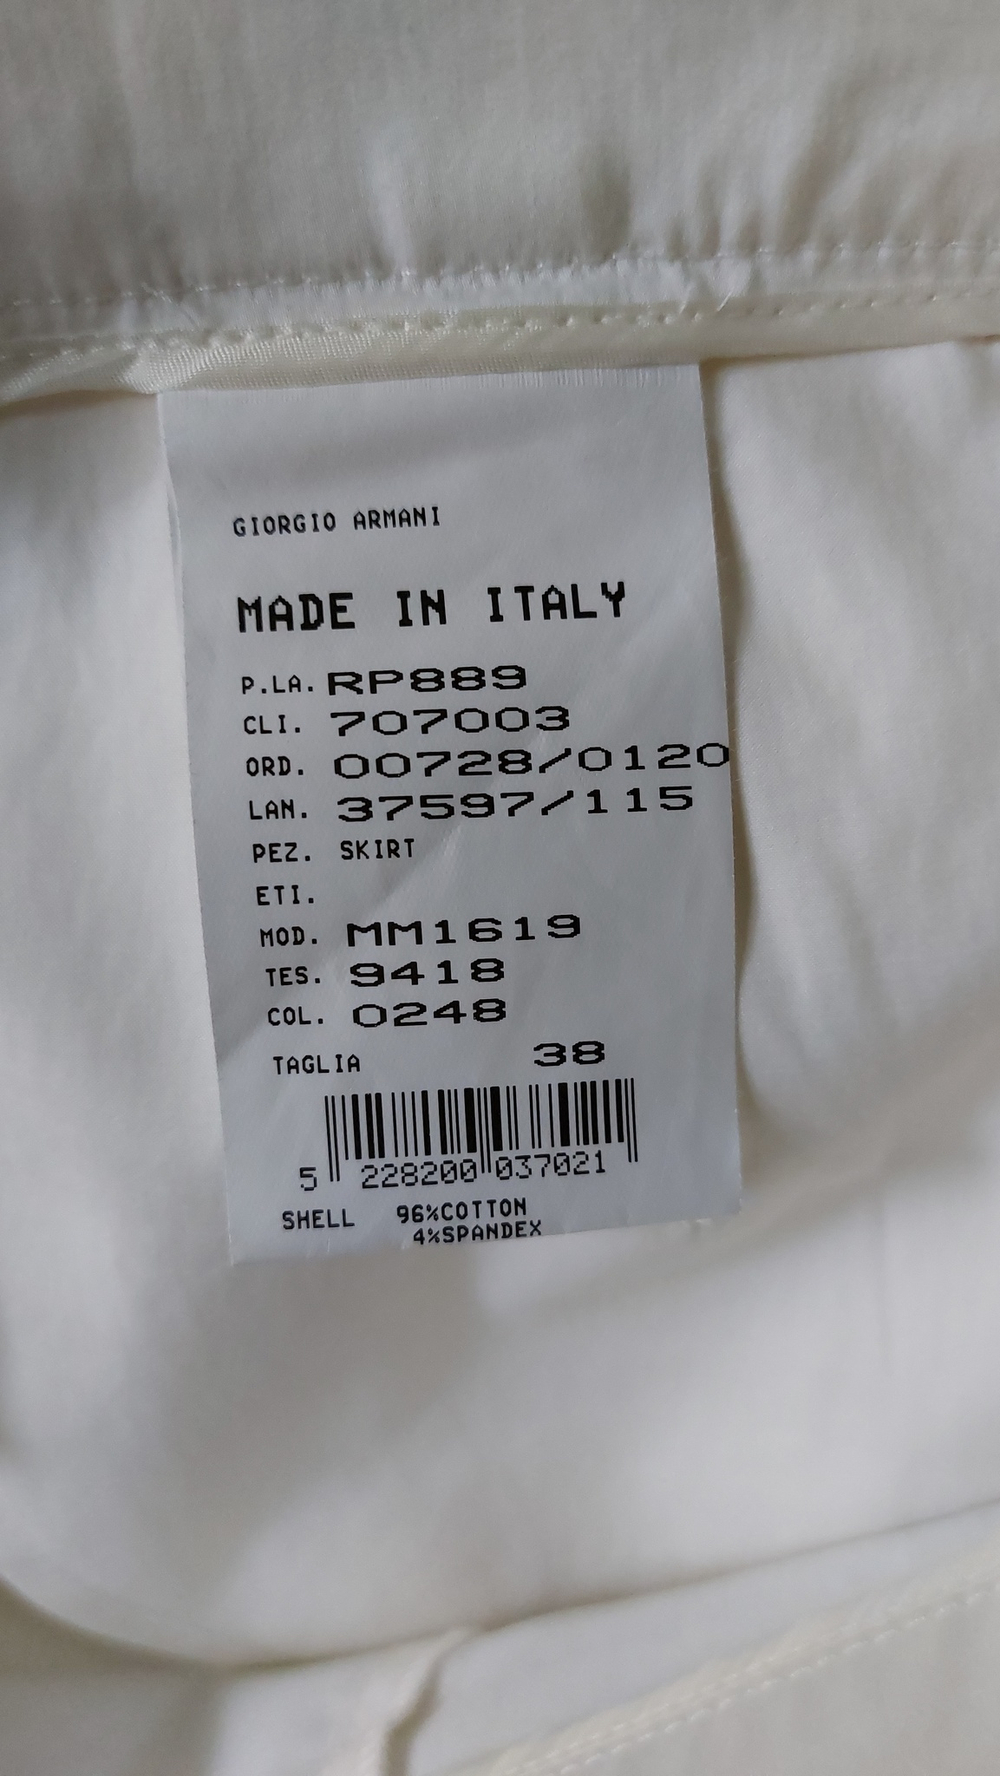 GIORGIO ARMANI
MADE IN ITALY
P.LA. RP889
CLI. 707003
ORD. 00728/0120
LAN. 37597/115
PEZ. SKIRT
ETI.
MOD. MM1619
TES. 9418
COL. 0248
TAGLIA 38
5 228200 037021
SHELL 96%COTTON
4%SPANDEX